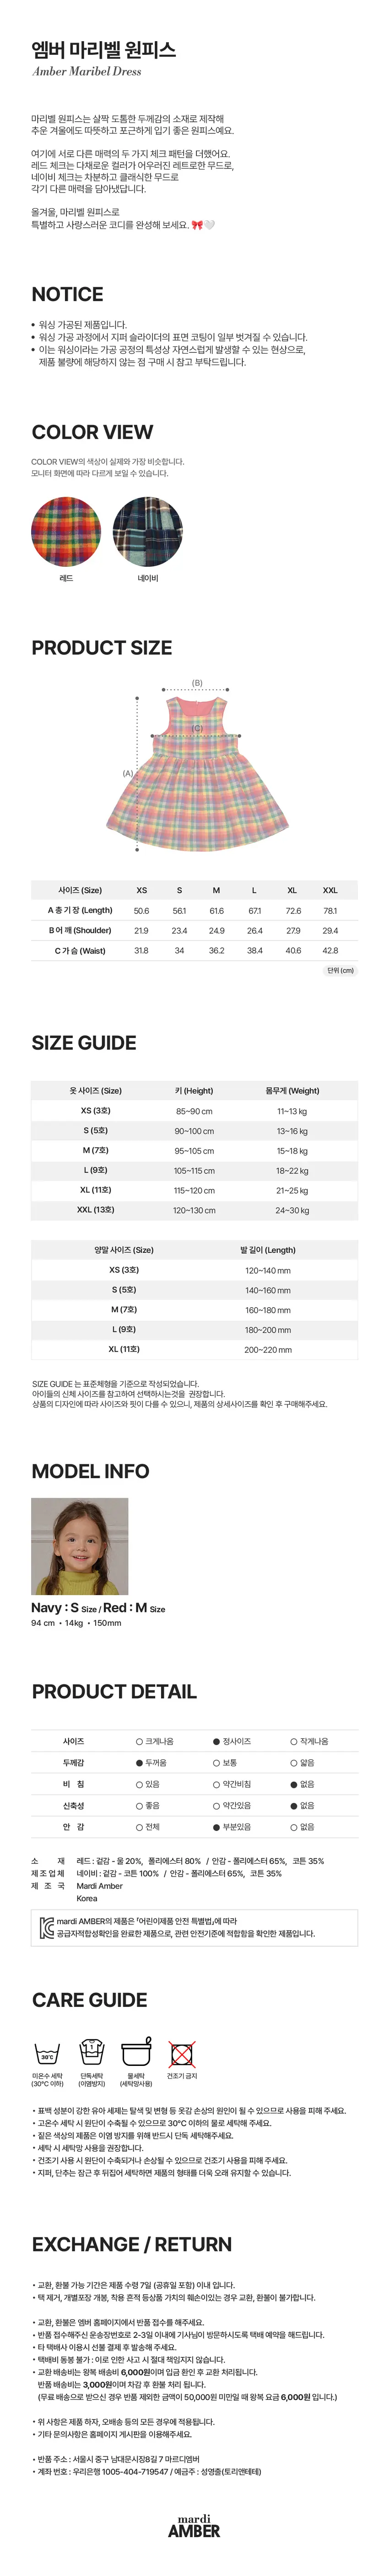 엠버 마리벨 원피스
Amber Maribel Dress
마리벨 원피스는 살짝 도톰한 두께감의 소재로 제작해
추운 겨울에도 따뜻하고 포근하게 입기 좋은 원피스예요.
여기에 서로 다른 매력의 두 가지 체크 패턴을 더했어요.
레드 체크는 다채로운 컬러가 어우러진 레트로한 무드로,
네이비 체크는 차분하고 클래식한 무드로
각기 다른 매력을 담아냈답니다.
올겨울, 마리벨 원피스로
특별하고 사랑스러운 코디를 완성해 보세요. 🎀🤍
NOTICE
• 워싱 가공된 제품입니다.
• 워싱 가공 과정에서 지퍼 슬라이더의 표면 코팅이 일부 벗겨질 수 있습니다.
• 이는 워싱이라는 가공 공정의 특성상 자연스럽게 발생할 수 있는 현상으로,
제품 불량에 해당하지 않는 점 구매 시 참고 부탁드립니다.
COLOR VIEW
COLOR VIEW의 색상이 실제와 가장 비슷합니다.
모니터 화면에 따라 다르게 보일 수 있습니다.
레드 네이비
PRODUCT SIZE
(B)
(C)
(A)
사이즈 (Size) XS S M L XL XXL
A 총 기 장 (Length) 50.6 56.1 61.6 67.1 72.6 78.1
B 어 깨 (Shoulder) 21.9 23.4 24.9 26.4 27.9 29.4
C 가 슴 (Waist) 31.8 34 36.2 38.4 40.6 42.8
단위 (cm)
SIZE GUIDE
옷 사이즈 (Size) 키 (Height) 몸무게 (Weight)
XS (3호) 85~90 cm 11~13 kg
S (5호) 90~100 cm 13~16 kg
M (7호) 95~105 cm 15~18 kg
L (9호) 105~115 cm 18~22 kg
XL (11호) 115~120 cm 21~25 kg
XXL (13호) 120~130 cm 24~30 kg
양말 사이즈 (Size) 발 길이 (Length)
XS (3호) 120~140 mm
S (5호) 140~160 mm
M (7호) 160~180 mm
L (9호) 180~200 mm
XL (11호) 200~220 mm
SIZE GUIDE 는 표준체형을 기준으로 작성되었습니다.
아이들의 신체 사이즈를 참고하여 선택하시는것을 권장합니다.
상품의 디자인에 따라 사이즈와 핏이 다를 수 있으니, 제품의 상세사이즈를 확인 후 구매해주세요.
MODEL INFO
Navy : S Size / Red : M Size
94 cm • 14kg • 150mm
PRODUCT DETAIL
사이즈 ○ 크게나옴 ● 정사이즈 ○ 작게나옴
두께감 ● 두꺼움 ○ 보통 ○ 얇음
비 침 ○ 있음 ○ 약간비침 ● 없음
신축성 ○ 좋음 ○ 약간있음 ● 없음
안 감 ○ 전체 ● 부분있음 ○ 없음
소 재 레드 : 겉감 - 울 20%, 폴리에스터 80% / 안감 - 폴리에스터 65%, 코튼 35%
제 조 업 체 네이비 : 겉감 - 코튼 100% / 안감 - 폴리에스터 65%, 코튼 35%
제 조 국 Mardi Amber
Korea
mardi AMBER의 제품은 「어린이제품 안전 특별법」에 따라
공급자적합성확인을 완료한 제품으로, 관련 안전기준에 적합함을 확인한 제품입니다.
CARE GUIDE
30°C 1
미온수 세탁 단독세탁 물세탁 건조기 금지
(30°C 이하) (이염방지) (세탁망사용)
• 표백 성분이 강한 유아 세제는 탈색 및 변형 등 옷감 손상의 원인이 될 수 있으므로 사용을 피해 주세요.
• 고온수 세탁 시 원단이 수축될 수 있으므로 30°C 이하의 물로 세탁해 주세요.
• 짙은 색상의 제품은 이염 방지를 위해 반드시 단독 세탁해주세요.
• 세탁 시 세탁망 사용을 권장합니다.
• 건조기 사용 시 원단이 수축되거나 손상될 수 있으므로 건조기 사용을 피해 주세요.
• 지퍼, 단추는 잠근 후 뒤집어 세탁하면 제품의 형태를 더욱 오래 유지할 수 있습니다.
EXCHANGE / RETURN
• 교환, 환불 가능 기간은 제품 수령 7일 (공휴일 포함) 이내 입니다.
• 택 제거, 개별포장 개봉, 착용 흔적 등상품 가치의 훼손이있는 경우 교환, 환불이 불가합니다.
• 교환, 환불은 엠버 홈페이지에서 반품 접수를 해주세요.
• 반품 접수해주신 운송장번호로 2-3일 이내에 기사님이 방문하시도록 택배 예약을 해드립니다.
• 타 택배사 이용시 선불 결제 후 발송해 주세요.
• 택배비 동봉 불가 : 이로 인한 사고 시 절대 책임지지 않습니다.
• 교환 배송비는 왕복 배송비 6,000원이며 입금 환인 후 교환 처리됩니다.
반품 배송비는 3,000원이며 차감 후 환불 처리 됩니다.
(무료 배송으로 받으신 경우 반품 제외한 금액이 50,000원 미만일 때 왕복 요금 6,000원 입니다.)
• 위 사항은 제품 하자, 오배송 등의 모든 경우에 적용됩니다.
• 기타 문의사항은 홈페이지 게시판을 이용해주세요.
• 반품 주소 : 서울시 중구 남대문시장8길 7 마르디엠버
• 계좌 번호 : 우리은행 1005-404-719547 / 예금주 : 성영출(토리앤테테)
mardi
AMBER